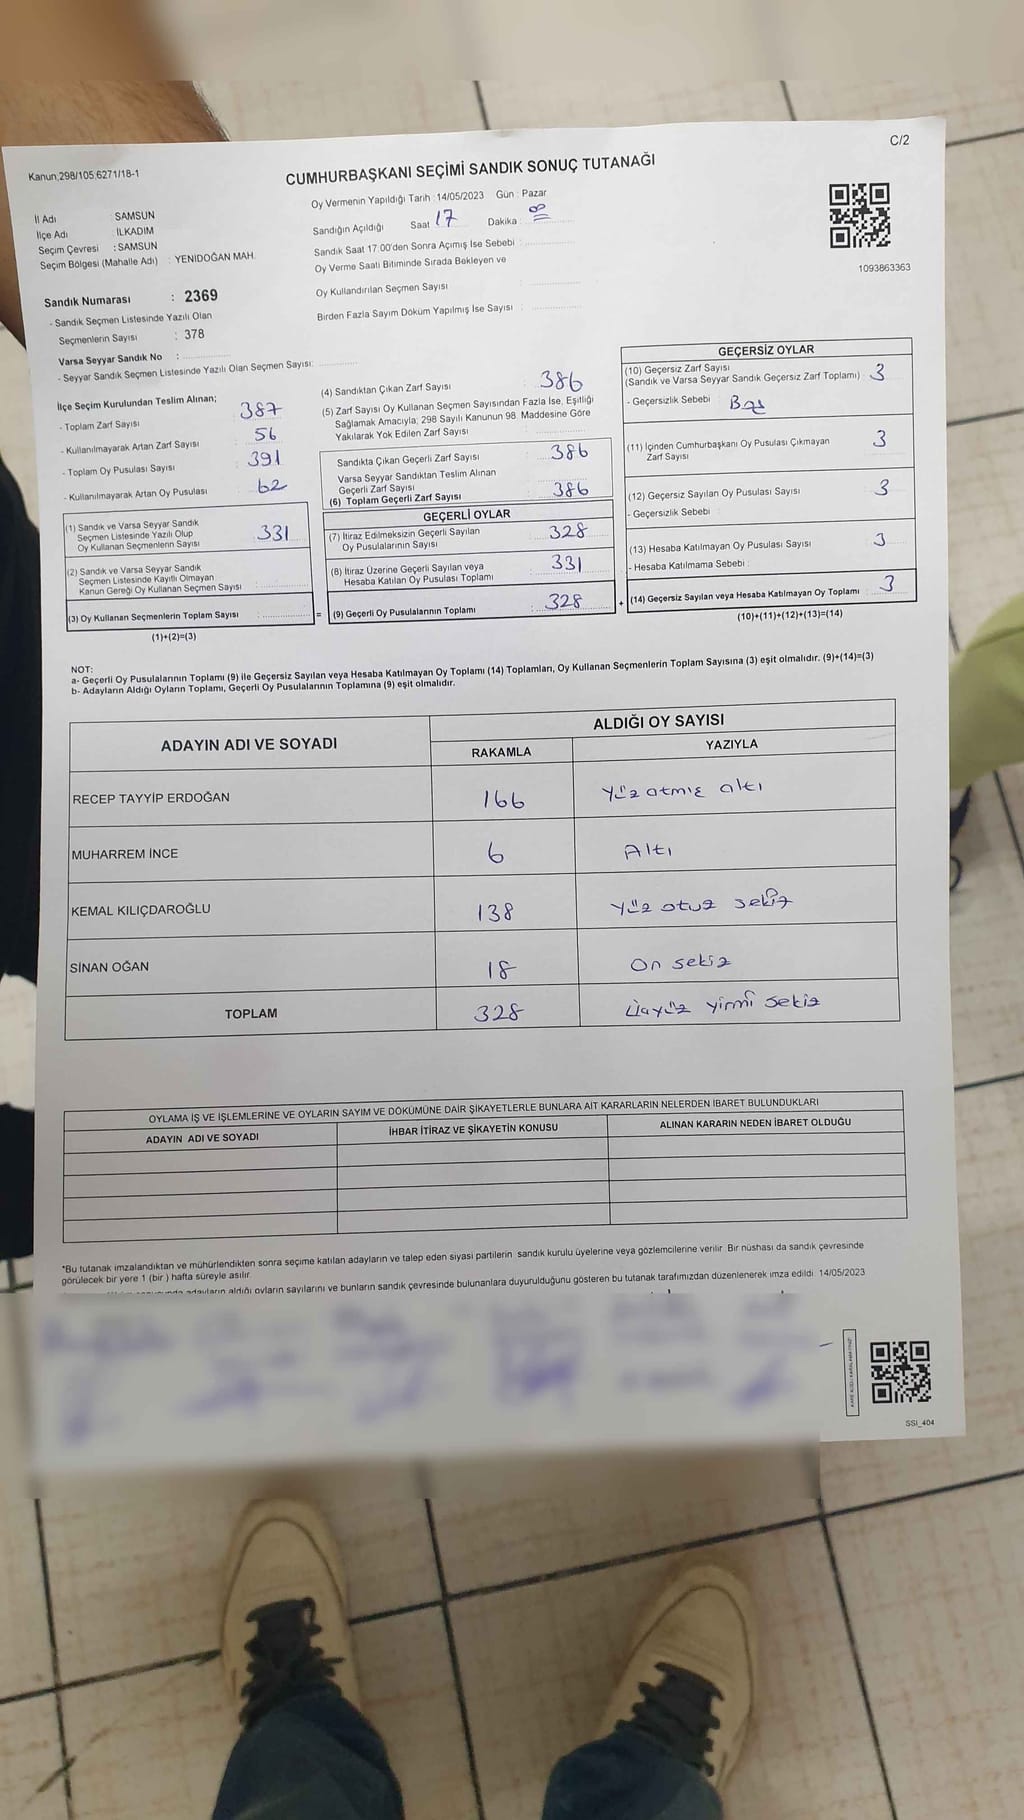 C/2
Kanun,298/105,6271/18-1
CUMHURBAŞKANI SEÇİMİ SANDIK SONUÇ TUTANAĞI
İl Adı : SAMSUN
İlçe Adı : İLKADIM
Seçim Çevresi : SAMSUN
Seçim Bölgesi (Mahalle Adı) : YENİDOĞAN MAH.
Oy Vermenin Yapıldığı Tarih : 14/05/2023 Gün : Pazar
Sandığın Açıldığı Saat 17 Dakika : 00
Sandık Saat 17.00'den Sonra Açımış İse Sebebi :
Oy Verme Saati Bitiminde Sırada Bekleyen ve
Oy Kullandırılan Seçmen Sayısı :
Birden Fazla Sayım Döküm Yapılmış İse Sayısı :
1093863363
Sandık Numarası : 2369
- Sandık Seçmen Listesinde Yazılı Olan
Seçmenlerin Sayısı : 378
Varsa Seyyar Sandık No :
- Seyyar Sandık Seçmen Listesinde Yazılı Olan Seçmen Sayısı:
İlçe Seçim Kurulundan Teslim Alınan;
- Toplam Zarf Sayısı : 387
- Kullanılmayarak Artan Zarf Sayısı : 56
- Toplam Oy Pusulası Sayısı : 391
- Kullanılmayarak Artan Oy Pusulası : 62
(1) Sandık ve Varsa Seyyar Sandık
Seçmen Listesinde Yazılı Olup
Oy Kullanan Seçmenlerin Sayısı : 331
(2) Sandık ve Varsa Seyyar Sandık
Seçmen Listesinde Kayıtlı Olmayan
Kanun Gereği Oy Kullanan Seçmen Sayısı :
(3) Oy Kullanan Seçmenlerin Toplam Sayısı : =
(1)+(2)=(3)
(4) Sandıktan Çıkan Zarf Sayısı : 386
(5) Zarf Sayısı Oy Kullanan Seçmen Sayısından Fazla İse, Eşitliği
Sağlamak Amacıyla; 298 Sayılı Kanunun 98. Maddesine Göre
Yakılarak Yok Edilen Zarf Sayısı :
Sandıkta Çıkan Geçerli Zarf Sayısı : 386
Varsa Seyyar Sandıktan Teslim Alınan
Geçerli Zarf Sayısı :
(6) Toplam Geçerli Zarf Sayısı : 386
GEÇERLİ OYLAR
(7) İtiraz Edilmeksizin Geçerli Sayılan
Oy Pusulalarının Sayısı : 328
(8) İtiraz Üzerine Geçerli Sayılan veya
Hesaba Katılan Oy Pusulası Toplamı : 331
(9) Geçerli Oy Pusulalarının Toplamı : 328 +
GEÇERSİZ OYLAR
(10) Geçersiz Zarf Sayısı
(Sandık ve Varsa Seyyar Sandık Geçersiz Zarf Toplamı) : 3
- Geçersizlik Sebebi : Boş
(11) İçinden Cumhurbaşkanı Oy Pusulası Çıkmayan
Zarf Sayısı : 3
(12) Geçersiz Sayılan Oy Pusulası Sayısı : 3
- Geçersizlik Sebebi :
(13) Hesaba Katılmayan Oy Pusulası Sayısı : 3
- Hesaba Katılmama Sebebi :
(14) Geçersiz Sayılan veya Hesaba Katılmayan Oy Toplamı : 3
(10)+(11)+(12)+(13)=(14)
NOT:
a- Geçerli Oy Pusulalarının Toplamı (9) ile Geçersiz Sayılan veya Hesaba Katılmayan Oy Toplamı (14) Toplamları, Oy Kullanan Seçmenlerin Toplam Sayısına (3) eşit olmalıdır. (9)+(14)=(3)
b- Adayların Aldığı Oyların Toplamı, Geçerli Oy Pusulalarının Toplamına (9) eşit olmalıdır.
ADAYIN ADI VE SOYADI ALDIĞI OY SAYISI
RAKAMLA YAZIYLA
RECEP TAYYİP ERDOĞAN 166 Yüz atmış altı
MUHARREM İNCE 6 Altı
KEMAL KILIÇDAROĞLU 138 Yüz otuz sekiz
SİNAN OĞAN 18 On sekiz
TOPLAM 328 Üçyüz yirmi sekiz
OYLAMA İŞ VE İŞLEMLERİNE VE OYLARIN SAYIM VE DÖKÜMÜNE DAİR ŞİKAYETLERLE BUNLARA AİT KARARLARIN NELERDEN İBARET BULUNDUKLARI
ADAYIN ADI VE SOYADI İHBAR İTİRAZ VE ŞİKAYETİN KONUSU ALINAN KARARIN NEDEN İBARET OLDUĞU
*Bu tutanak imzalandıktan ve mühürlendikten sonra seçime katılan adayların ve talep eden siyasi partilerin sandık kurulu üyelerine veya gözlemcilerine verilir. Bir nüshası da sandık çevresinde
görülecek bir yere 1 (bir) hafta süreyle asılır.
adayların aldığı oyların sayılarını ve bunların sandık çevresinde bulunanlara duyurulduğunu gösteren bu tutanak tarafımızdan düzenlenerek imza edildi. 14/05/2023
SSI_404